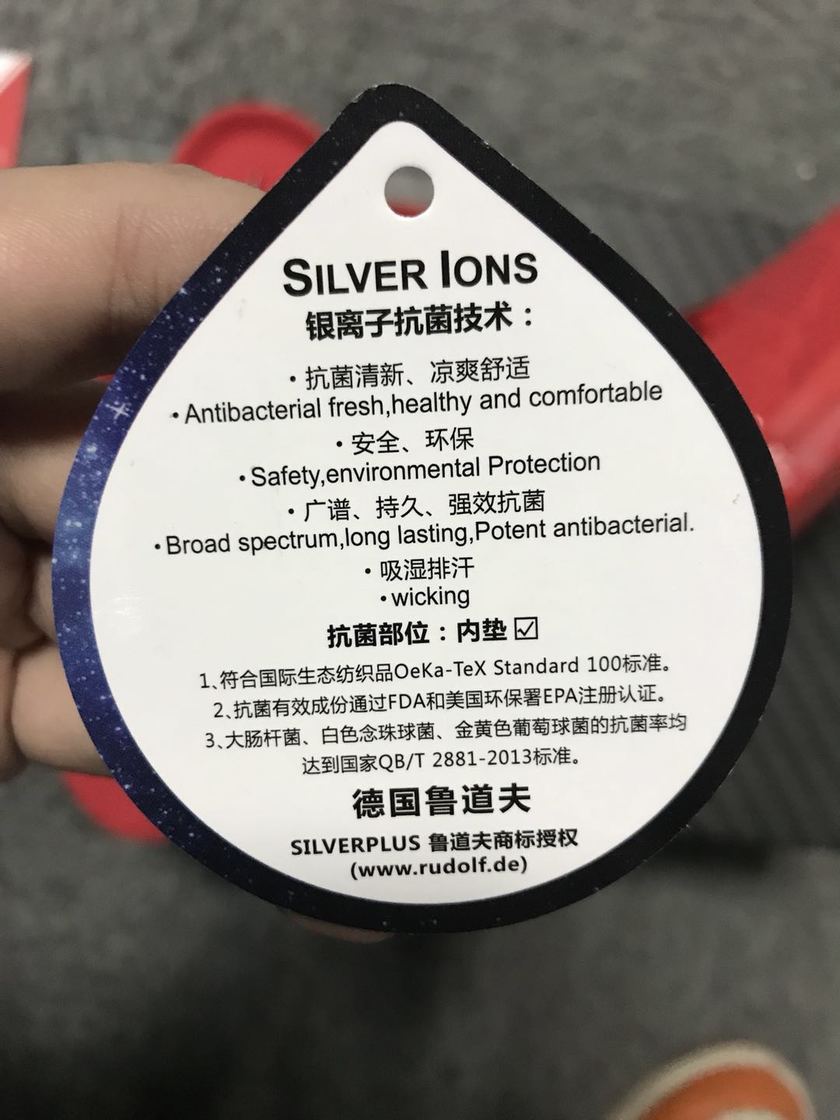 SILVER IONS
银离子抗菌技术：
·抗菌清新、凉爽舒适
·Antibacterial fresh,healthy and comfortable
·安全、环保
·Safety,environmental Protection
·广谱、持久、强效抗菌
·Broad spectrum,long lasting,Potent antibacterial.
·吸湿排汗
·wicking
抗菌部位：内垫☑
1、符合国际生态纺织品OeKa-TeX Standard 100标准。
2、抗菌有效成份通过FDA和美国环保署EPA注册认证。
3、大肠杆菌、白色念珠球菌、金黄色葡萄球菌的抗菌率均
达到国家QB/T 2881-2013标准。
德国鲁道夫
SILVERPLUS 鲁道夫商标授权
(www.rudolf.de)